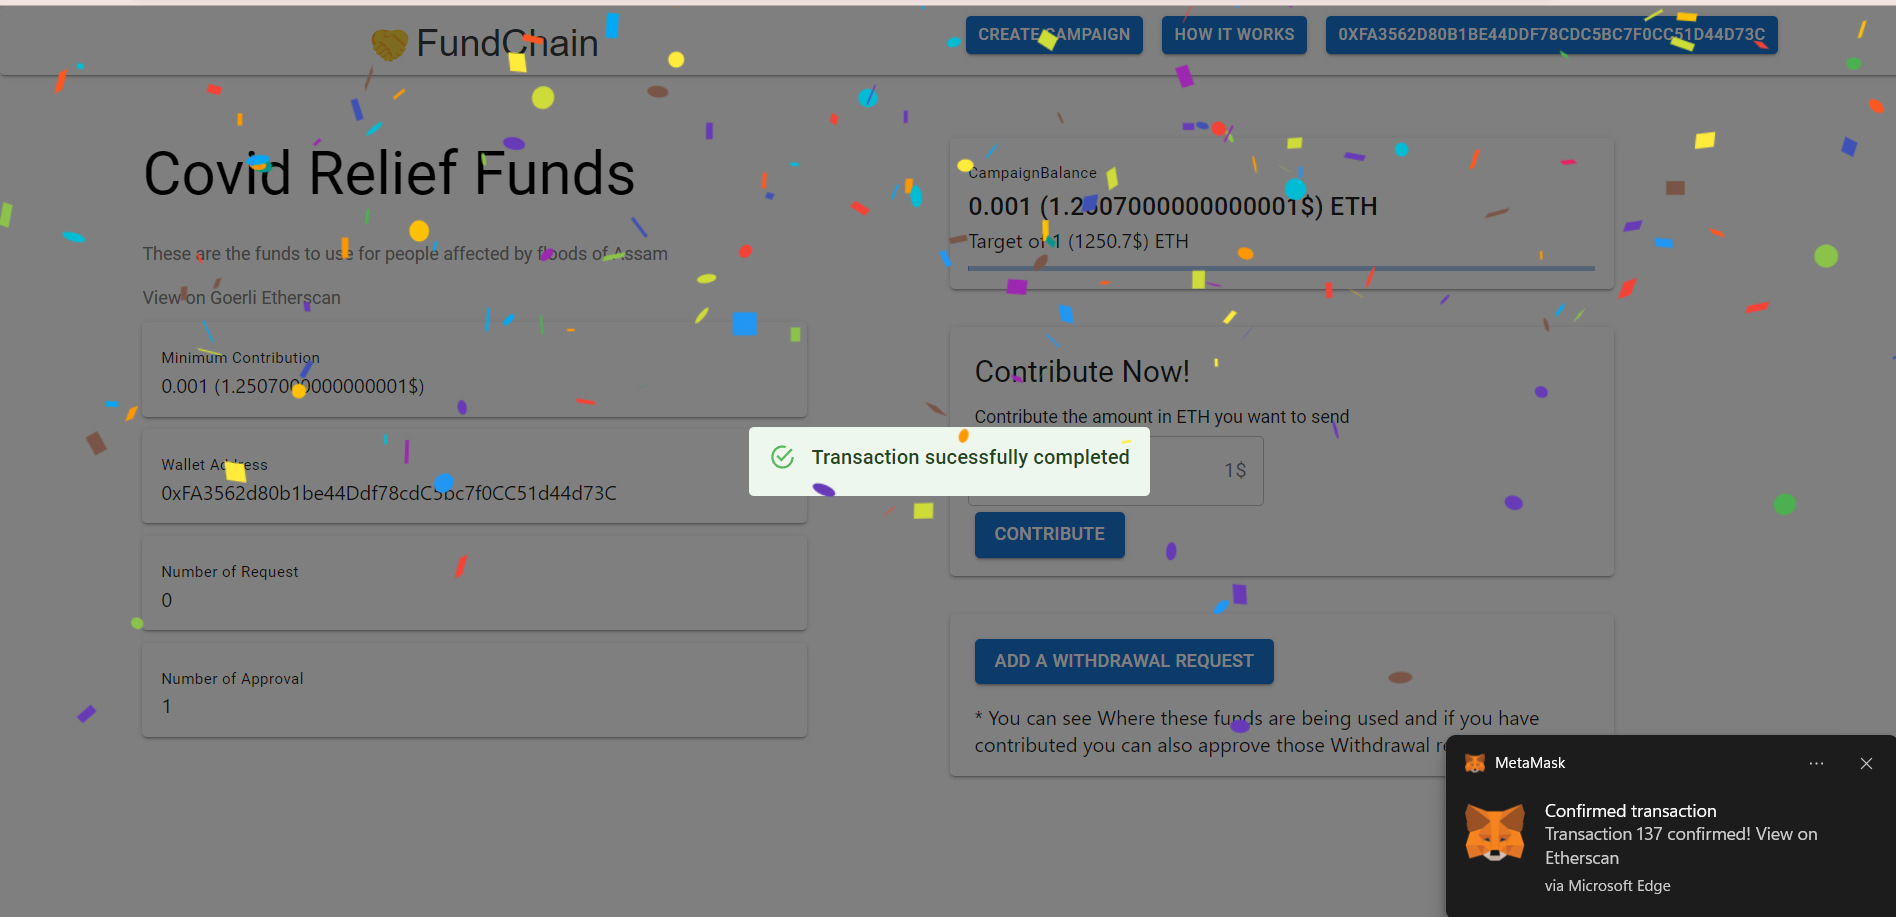 FundChain
CREATE CAMPAIGN
HOW IT WORKS
0XFA3562D80B1BE44DDF78CDC5BC7F0CC51D44D73C
Covid Relief Funds
These are the funds to use for people affected by floods of Assam
View on Goerli Etherscan
Minimum Contribution
0.001 (1.2507000000000001$)
Wallet Address
0xFA3562d80b1be44Ddf78cdC5bc7f0CC51d44d73C
Number of Request
0
Number of Approval
1
CampaignBalance
0.001 (1.2507000000000001$) ETH
Target of 1 (1250.7$) ETH
Contribute Now!
Contribute the amount in ETH you want to send
1$
CONTRIBUTE
Transaction sucessfully completed
ADD A WITHDRAWAL REQUEST
* You can see Where these funds are being used and if you have
contributed you can also approve those Withdrawal
MetaMask
Confirmed transaction
Transaction 137 confirmed! View on
Etherscan
via Microsoft Edge